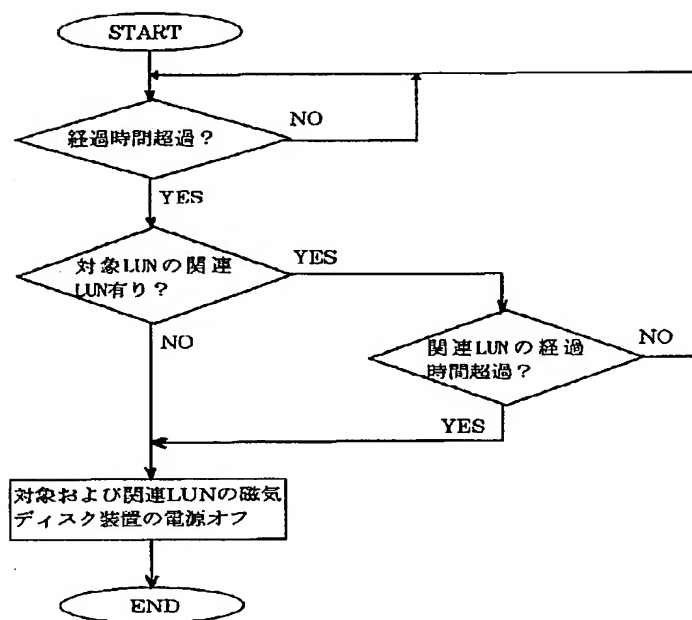 START
経過時間超過？
NO
YES
対象LUNの関連
LUN有り？
YES
NO
関連LUNの経過
時間超過？
NO
YES
対象および関連LUNの磁気
ディスク装置の電源オフ
END